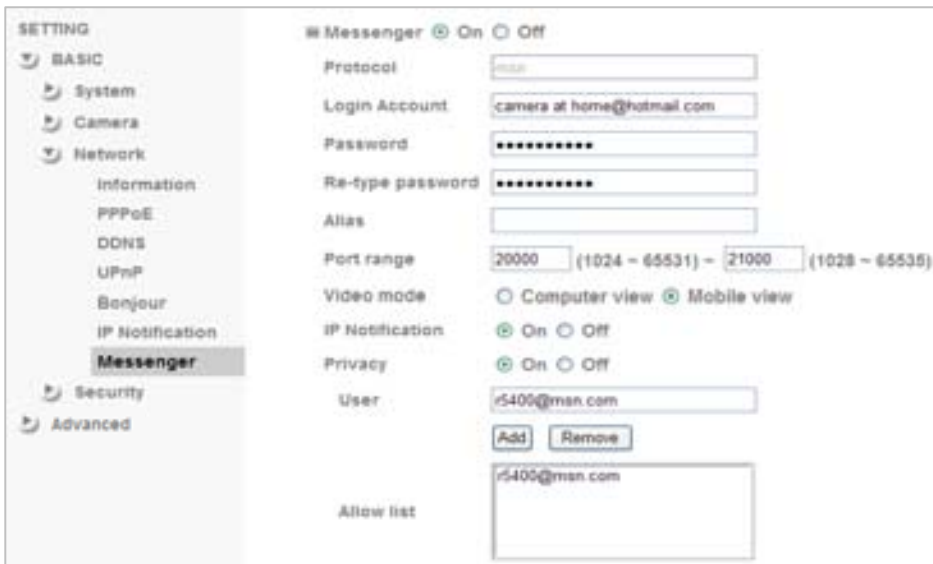 SETTING
BASIC
System
Camera
Network
Information
PPPoE
DDNS
UPnP
Bonjour
IP Notification
Messenger
Security
Advanced
Messenger On Off
Protocol msn
Login Account camera at home@hotmail.com
Password ••••••••••
Re-type password ••••••••••
Alias
Port range 20000 (1024 ~ 65531) ~ 21000 (1028 ~ 65535)
Video mode Computer view Mobile view
IP Notification On Off
Privacy On Off
User r5400@msn.com
Add Remove
Allow list r5400@msn.com